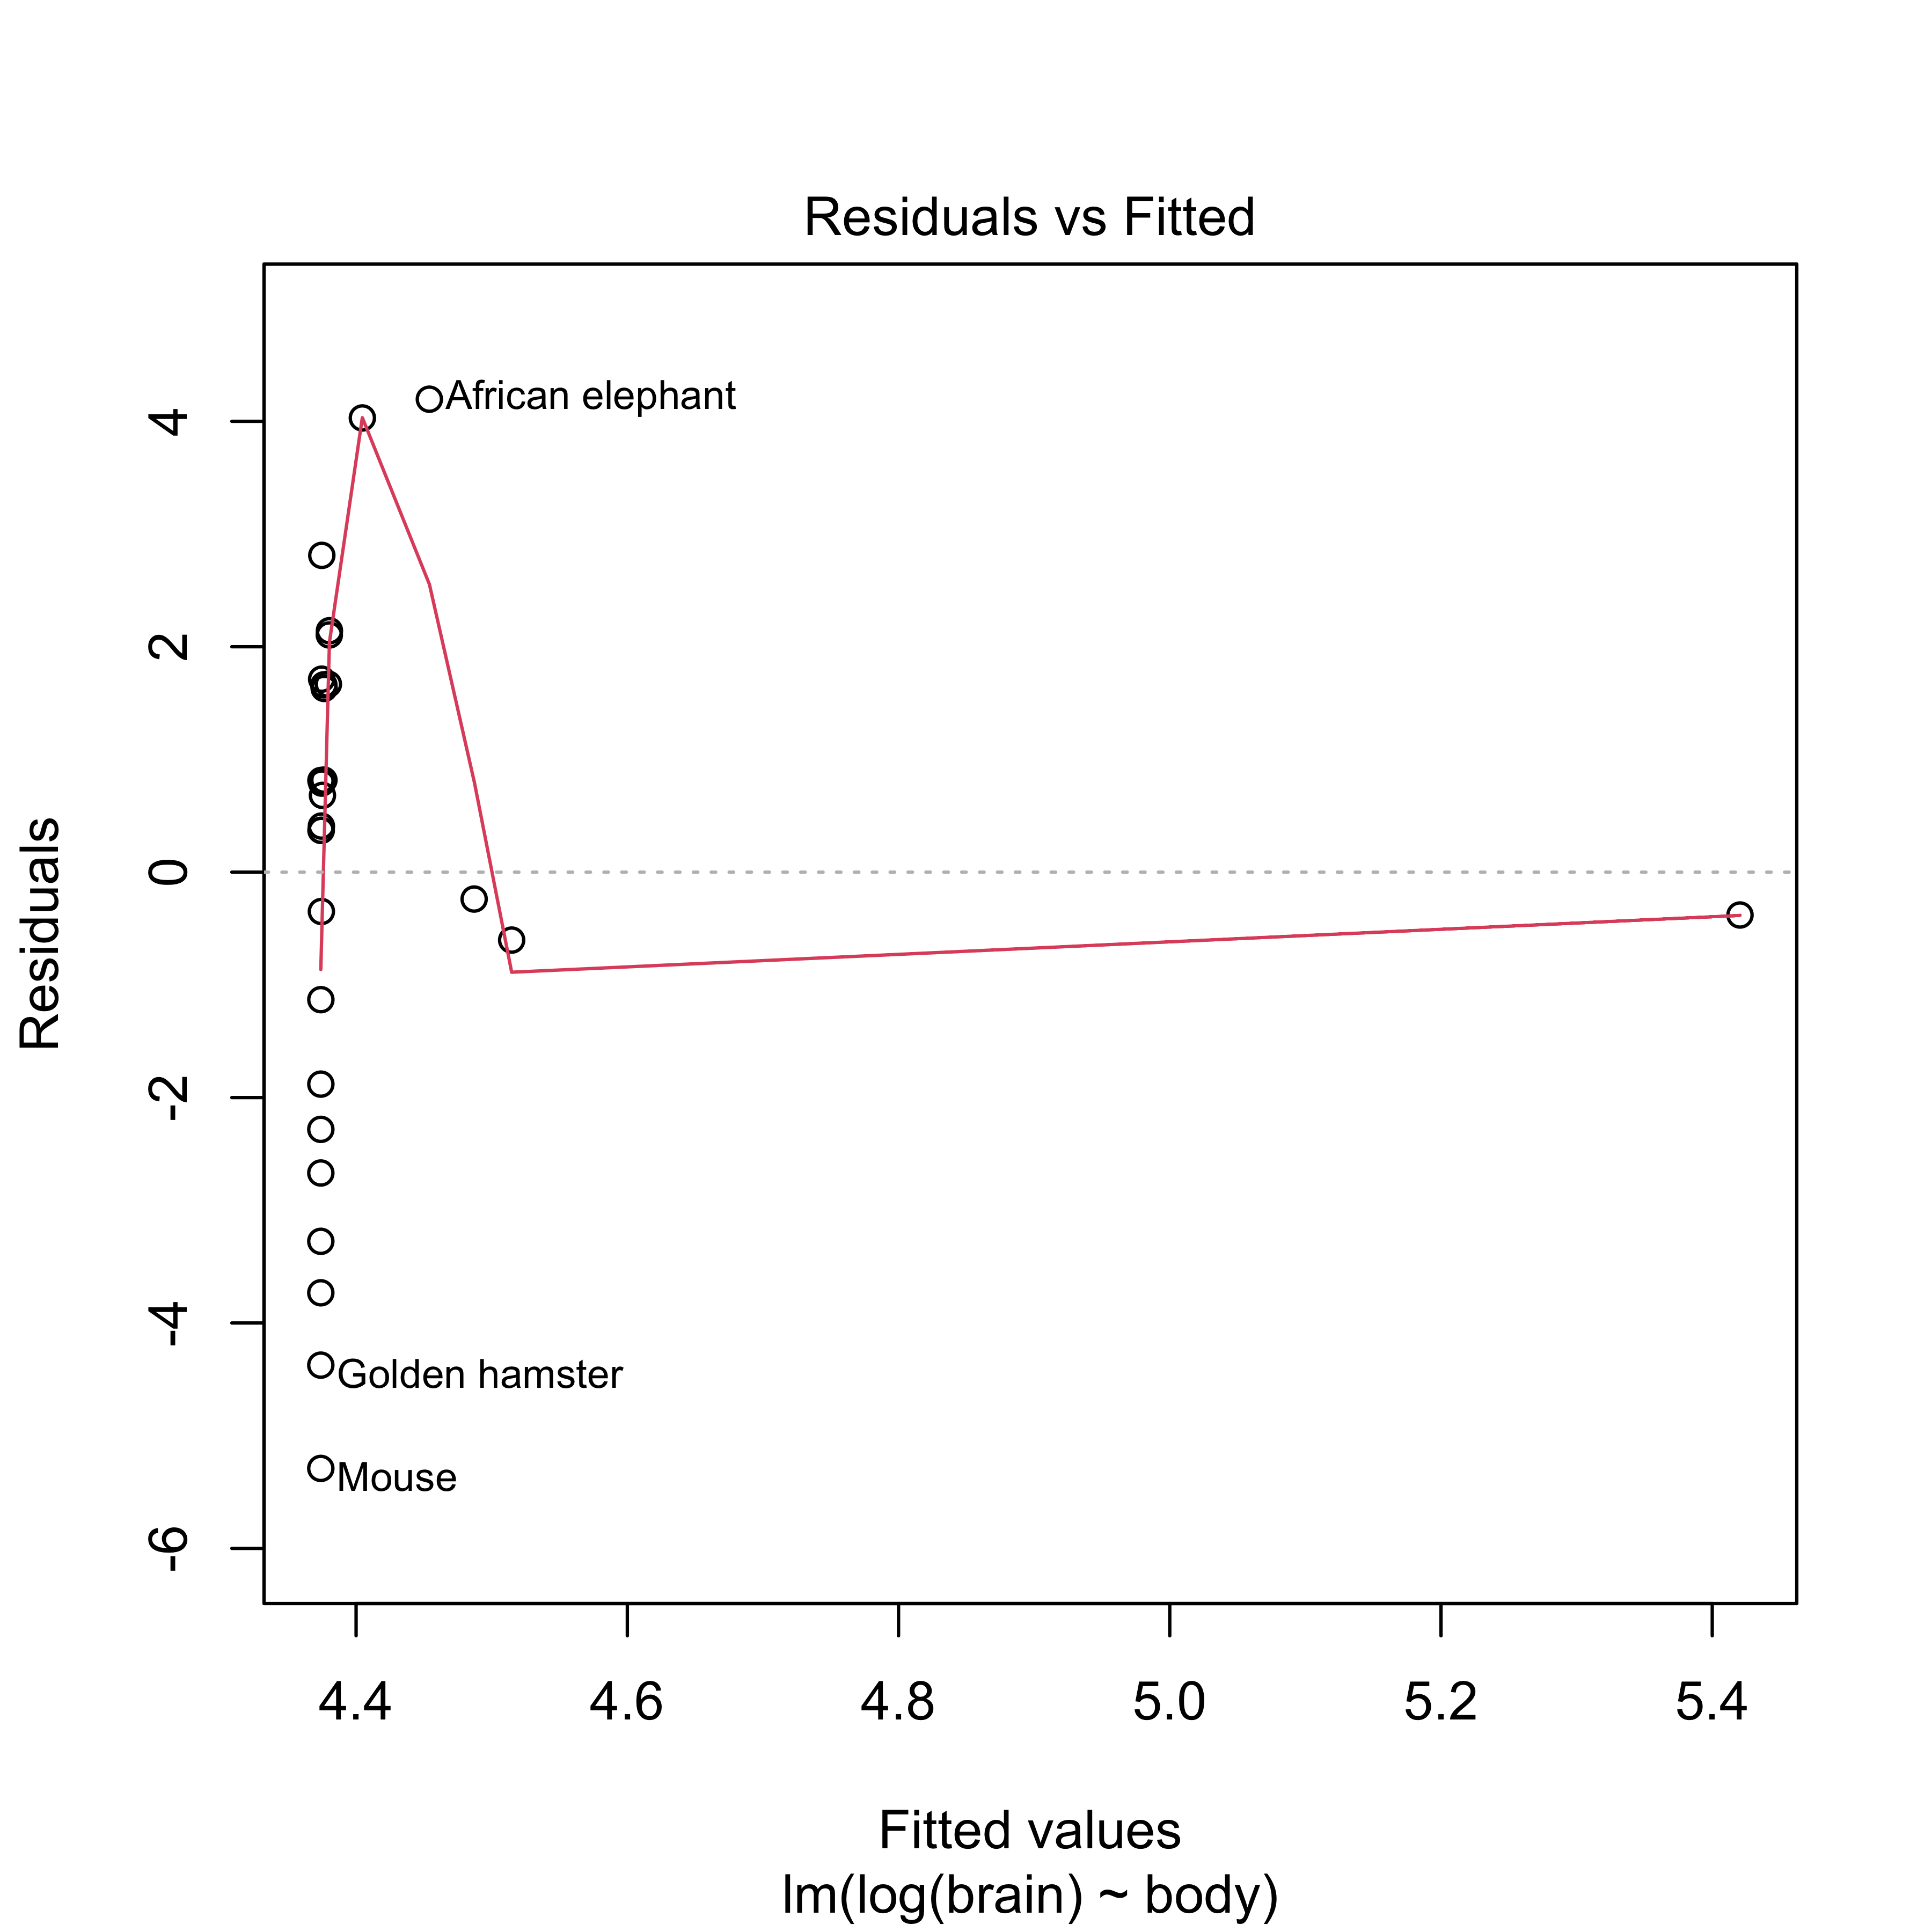 Residuals vs Fitted
Residuals
4
2
0
-2
-4
-6
African elephant
Golden hamster
Mouse
4.4 4.6 4.8 5.0 5.2 5.4
Fitted values
lm(log(brain) ~ body)